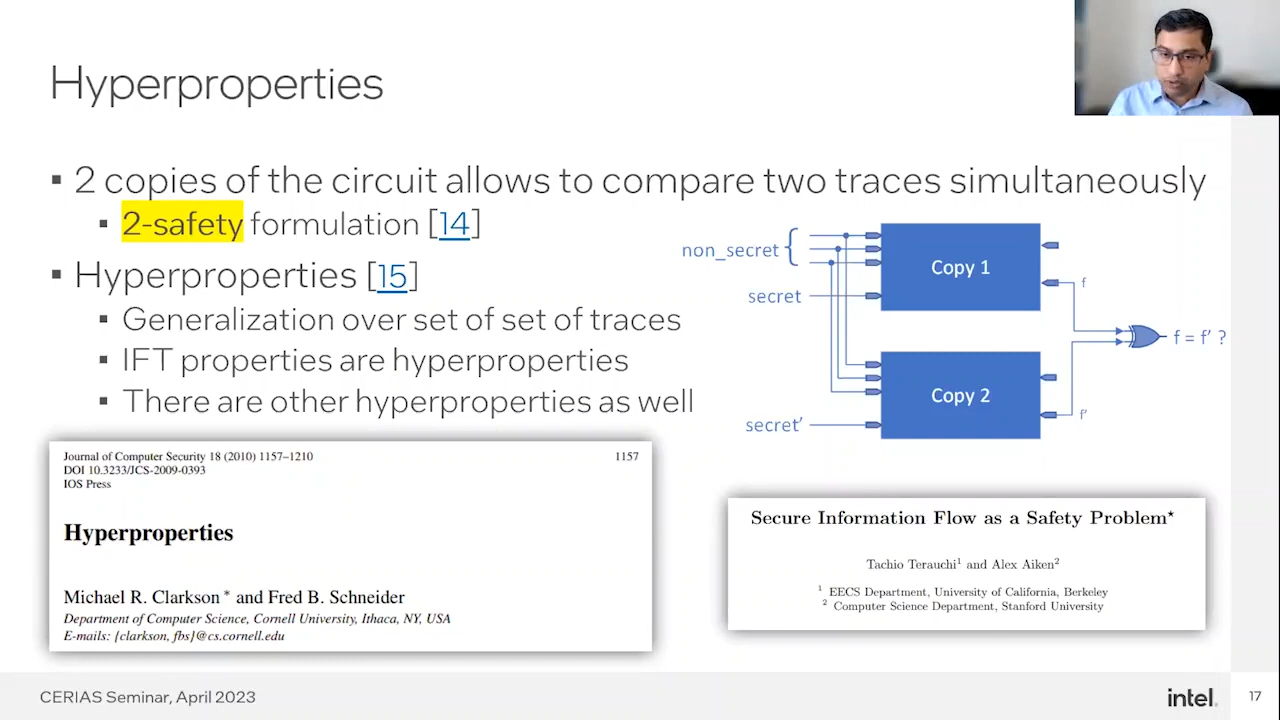 Hyperproperties
▪ 2 copies of the circuit allows to compare two traces simultaneously
▪ 2-safety formulation [14]
▪ Hyperproperties [15]
▪ Generalization over set of set of traces
▪ IFT properties are hyperproperties
▪ There are other hyperproperties as well
non_secret
secret
Copy 1
f
f = f' ?
Copy 2
secret'
f'
Journal of Computer Security 18 (2010) 1157–1210 1157
DOI 10.3233/JCS-2009-0393
IOS Press
Hyperproperties
Michael R. Clarkson * and Fred B. Schneider
Department of Computer Science, Cornell University, Ithaca, NY, USA
E-mails: {clarkson, fbs}@cs.cornell.edu
Secure Information Flow as a Safety Problem*
Tachio Terauchi1 and Alex Aiken2
1 EECS Department, University of California, Berkeley
2 Computer Science Department, Stanford University
CERIAS Seminar, April 2023
intel.
17